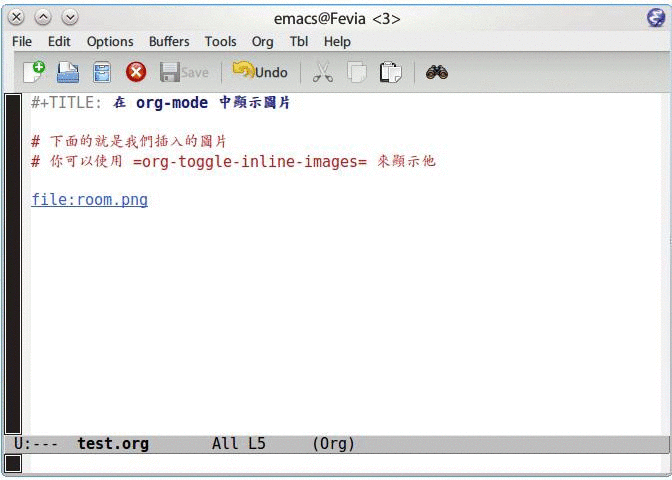 emacs@Fevia <3>
File Edit Options Buffers Tools Org Tbl Help
Save Undo
#+TITLE: 在 org-mode 中顯示圖片
# 下面的就是我們插入的圖片
# 你可以使用 =org-toggle-inline-images= 來顯示他
file:room.png
U:--- test.org All L5 (Org)